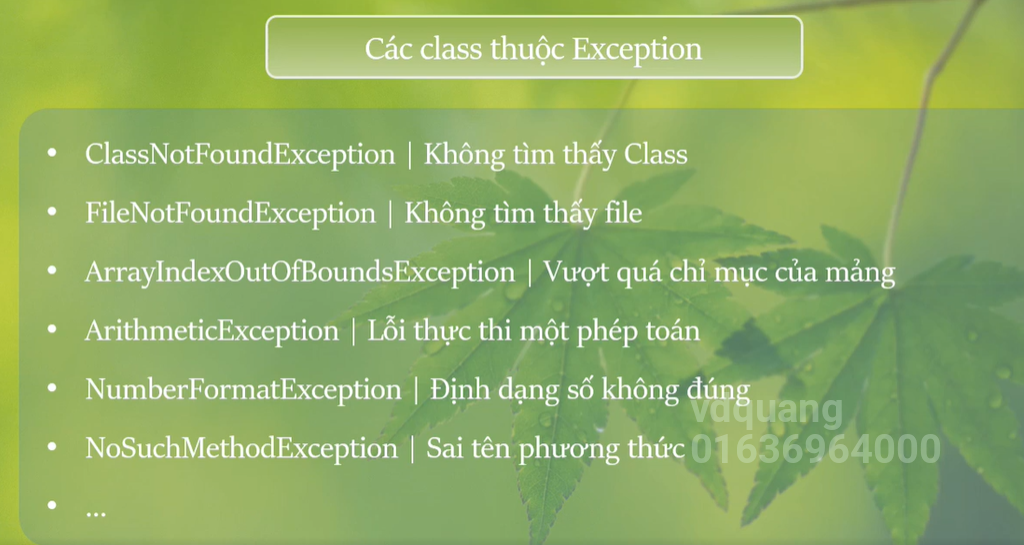 Các class thuộc Exception
• ClassNotFoundException | Không tìm thấy Class
• FileNotFoundException | Không tìm thấy file
• ArrayIndexOutOfBoundsException | Vượt quá chỉ mục của mảng
• ArithmeticException | Lỗi thực thi một phép toán
• NumberFormatException | Định dạng số không đúng
• NoSuchMethodException | Sai tên phương thức
• ...
vdquang
01636964000